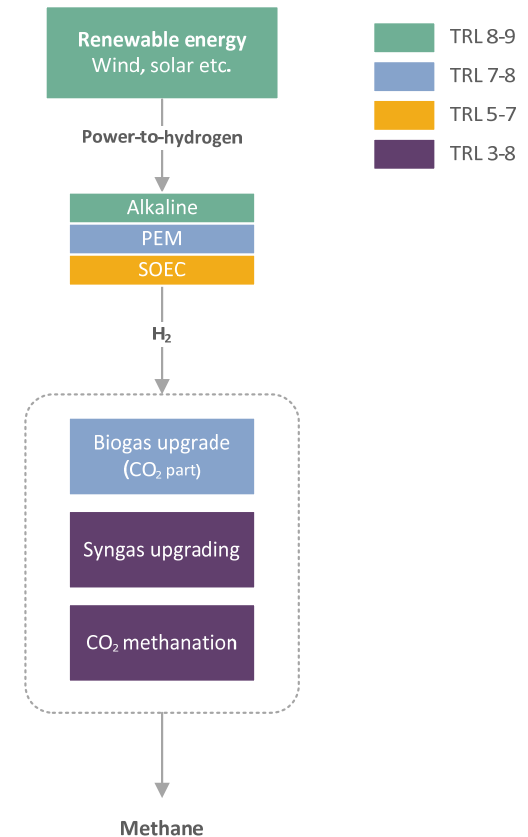 Renewable energy
Wind, solar etc.
Power-to-hydrogen
Alkaline
PEM
SOEC
H₂
Biogas upgrade
(CO₂ part)
Syngas upgrading
CO₂ methanation
Methane
TRL 8-9
TRL 7-8
TRL 5-7
TRL 3-8